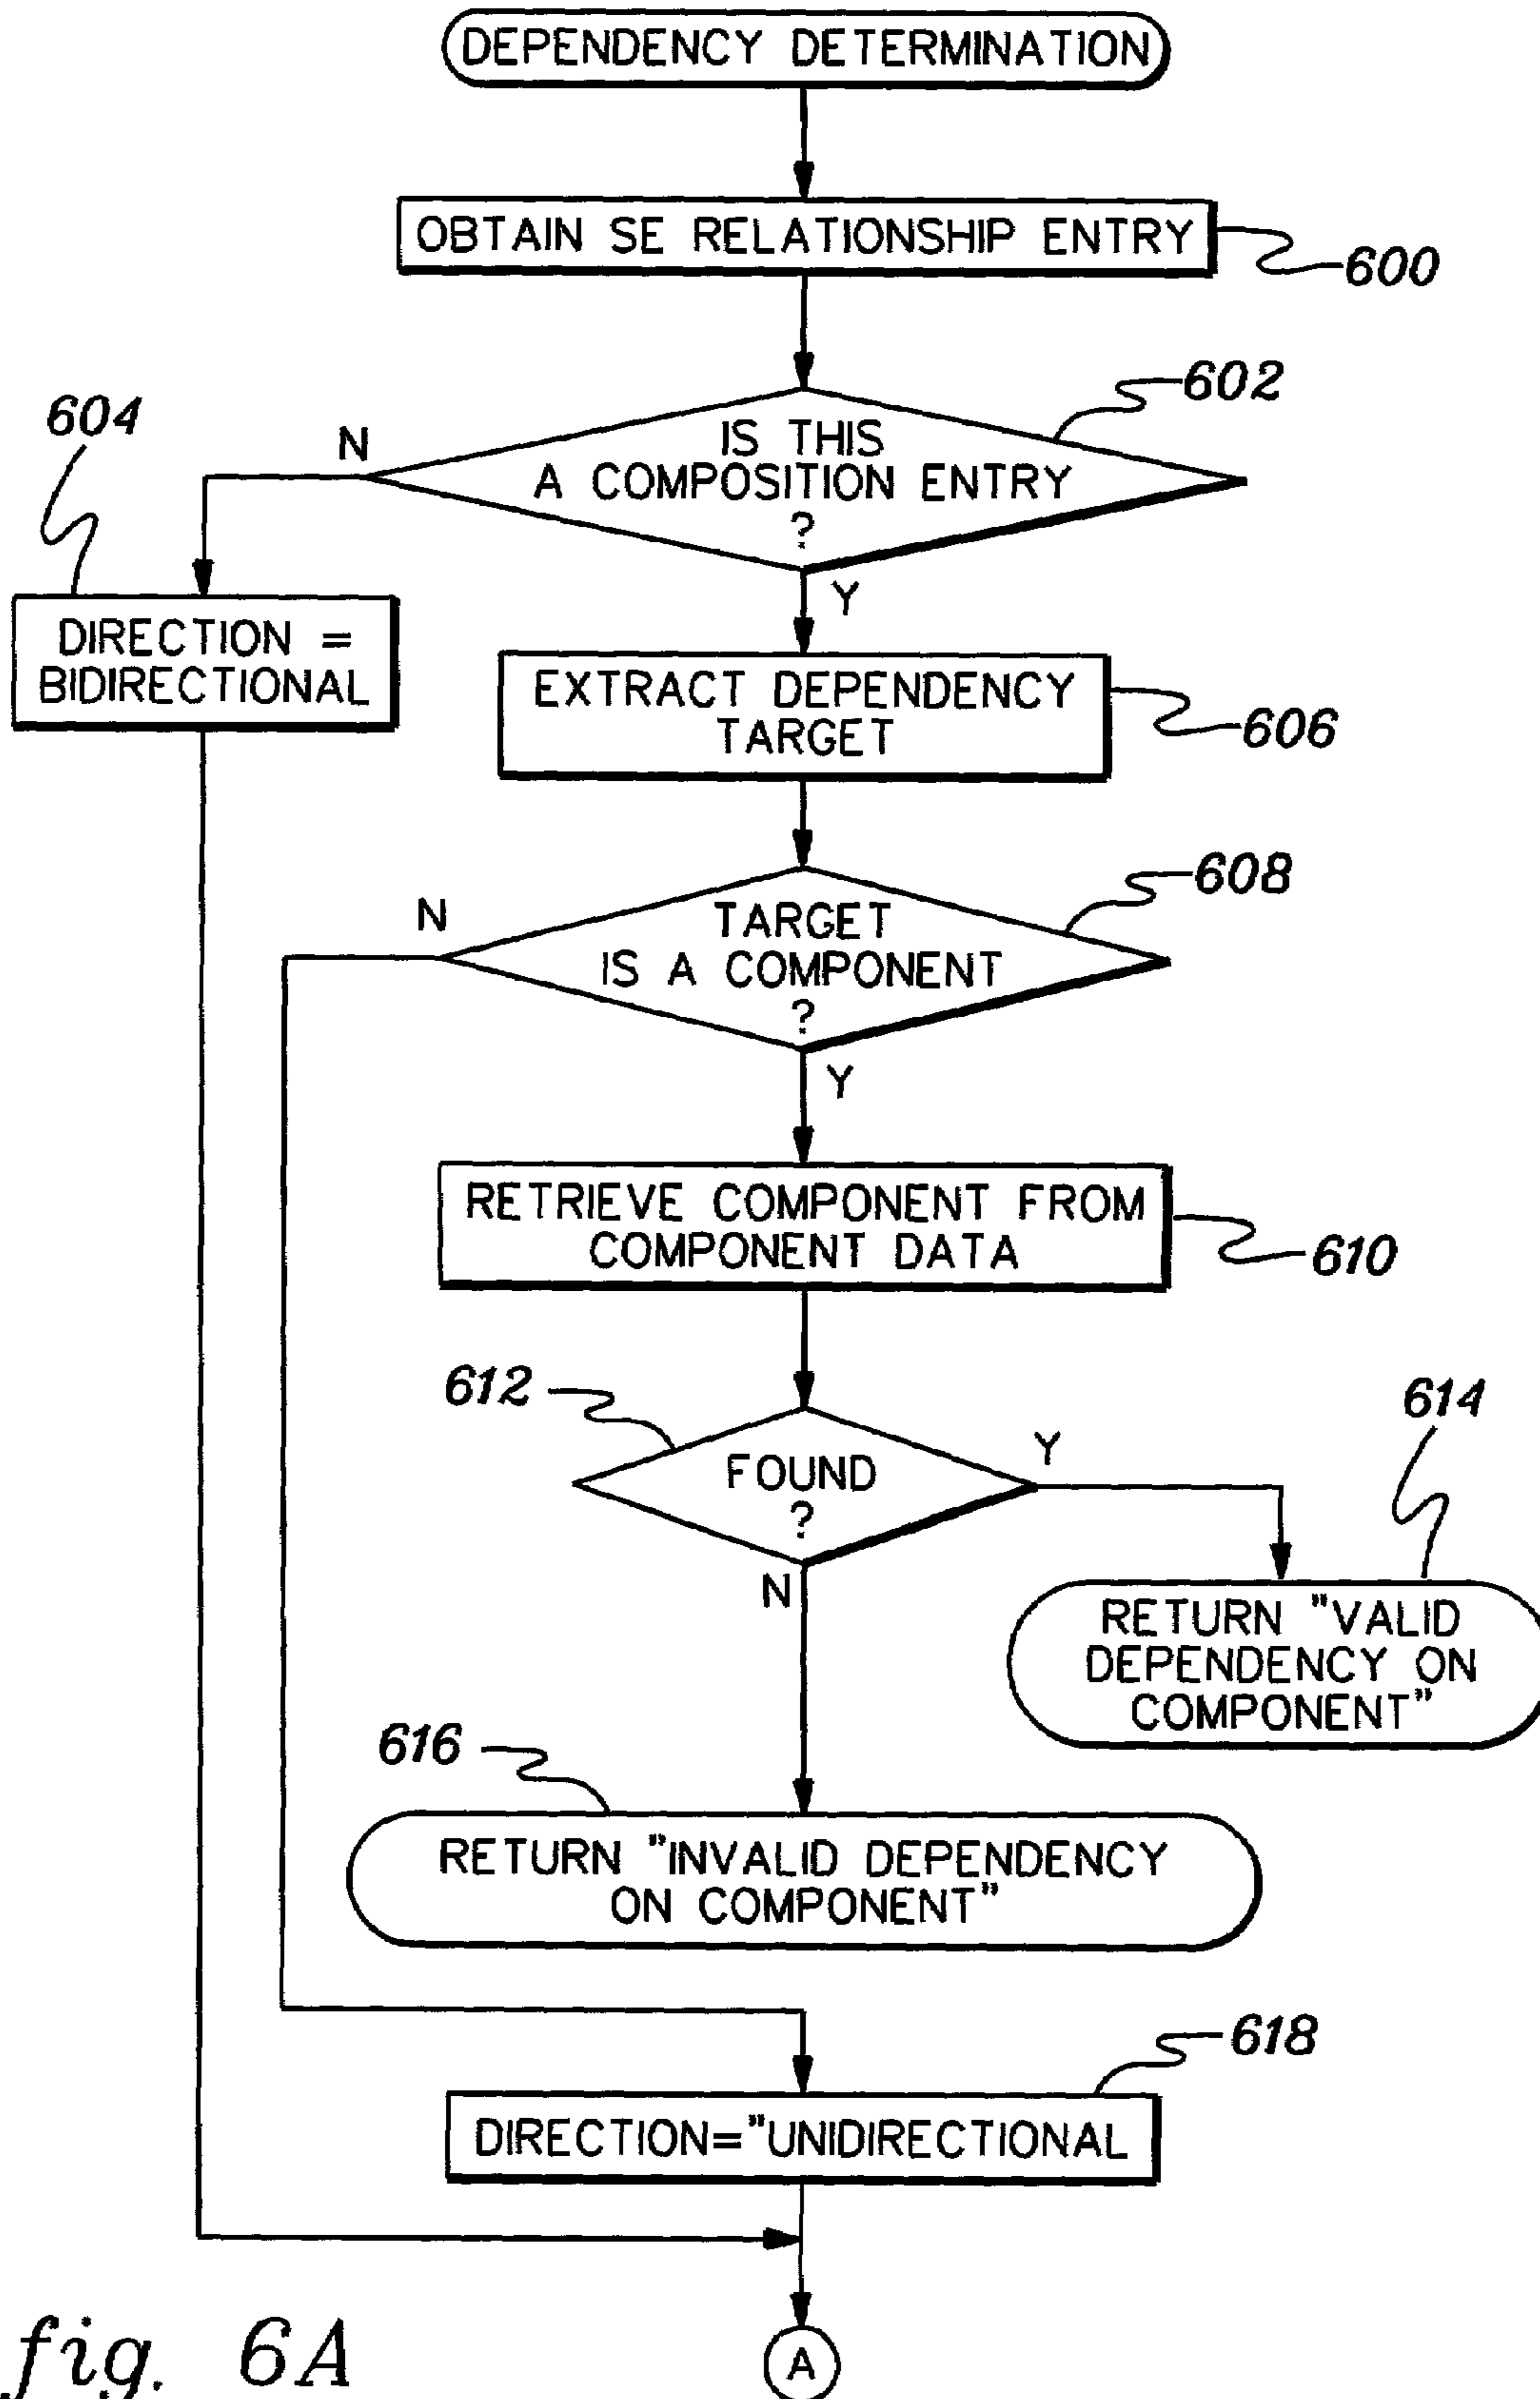 DEPENDENCY DETERMINATION
OBTAIN SE RELATIONSHIP ENTRY
600
602
604
N
IS THIS
A COMPOSITION ENTRY
?
Y
DIRECTION =
BIDIRECTIONAL
EXTRACT DEPENDENCY
TARGET
606
608
N
TARGET
IS A COMPONENT
?
Y
RETRIEVE COMPONENT FROM
COMPONENT DATA
610
612
614
FOUND
?
Y
N
RETURN "VALID
DEPENDENCY ON
COMPONENT"
616
RETURN "INVALID DEPENDENCY
ON COMPONENT"
618
DIRECTION="UNIDIRECTIONAL
A
fig. 6A